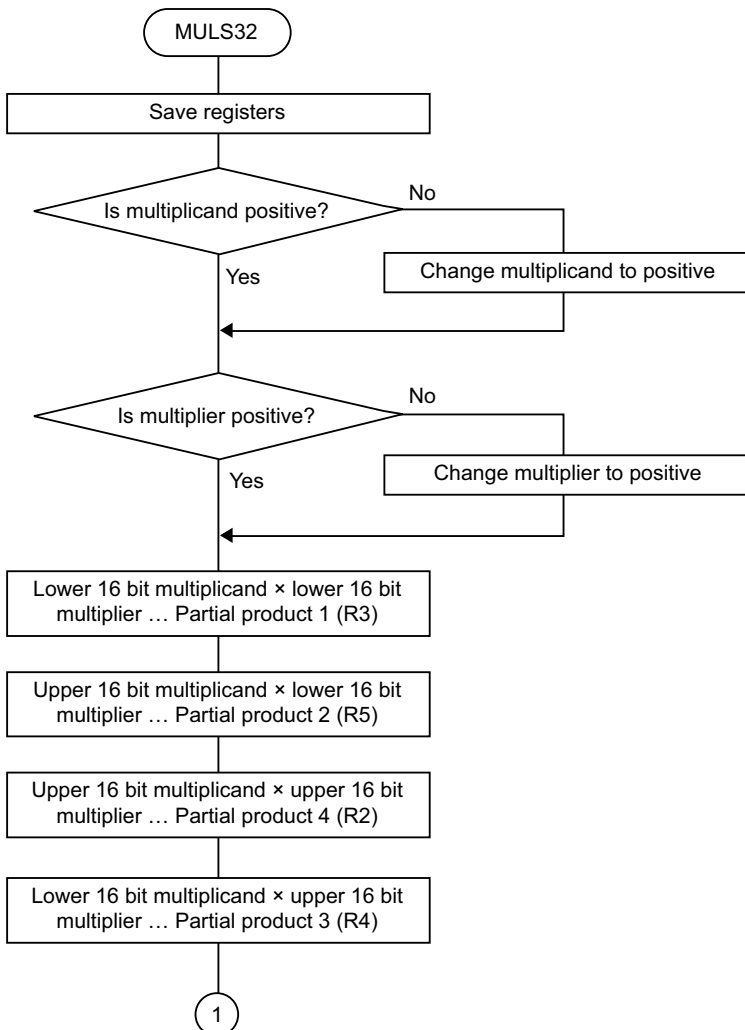 MULS32
Save registers
Is multiplicand positive?
No
Change multiplicand to positive
Yes
Is multiplier positive?
No
Change multiplier to positive
Yes
Lower 16 bit multiplicand × lower 16 bit
multiplier … Partial product 1 (R3)
Upper 16 bit multiplicand × lower 16 bit
multiplier … Partial product 2 (R5)
Upper 16 bit multiplicand × upper 16 bit
multiplier … Partial product 4 (R2)
Lower 16 bit multiplicand × upper 16 bit
multiplier … Partial product 3 (R4)
1